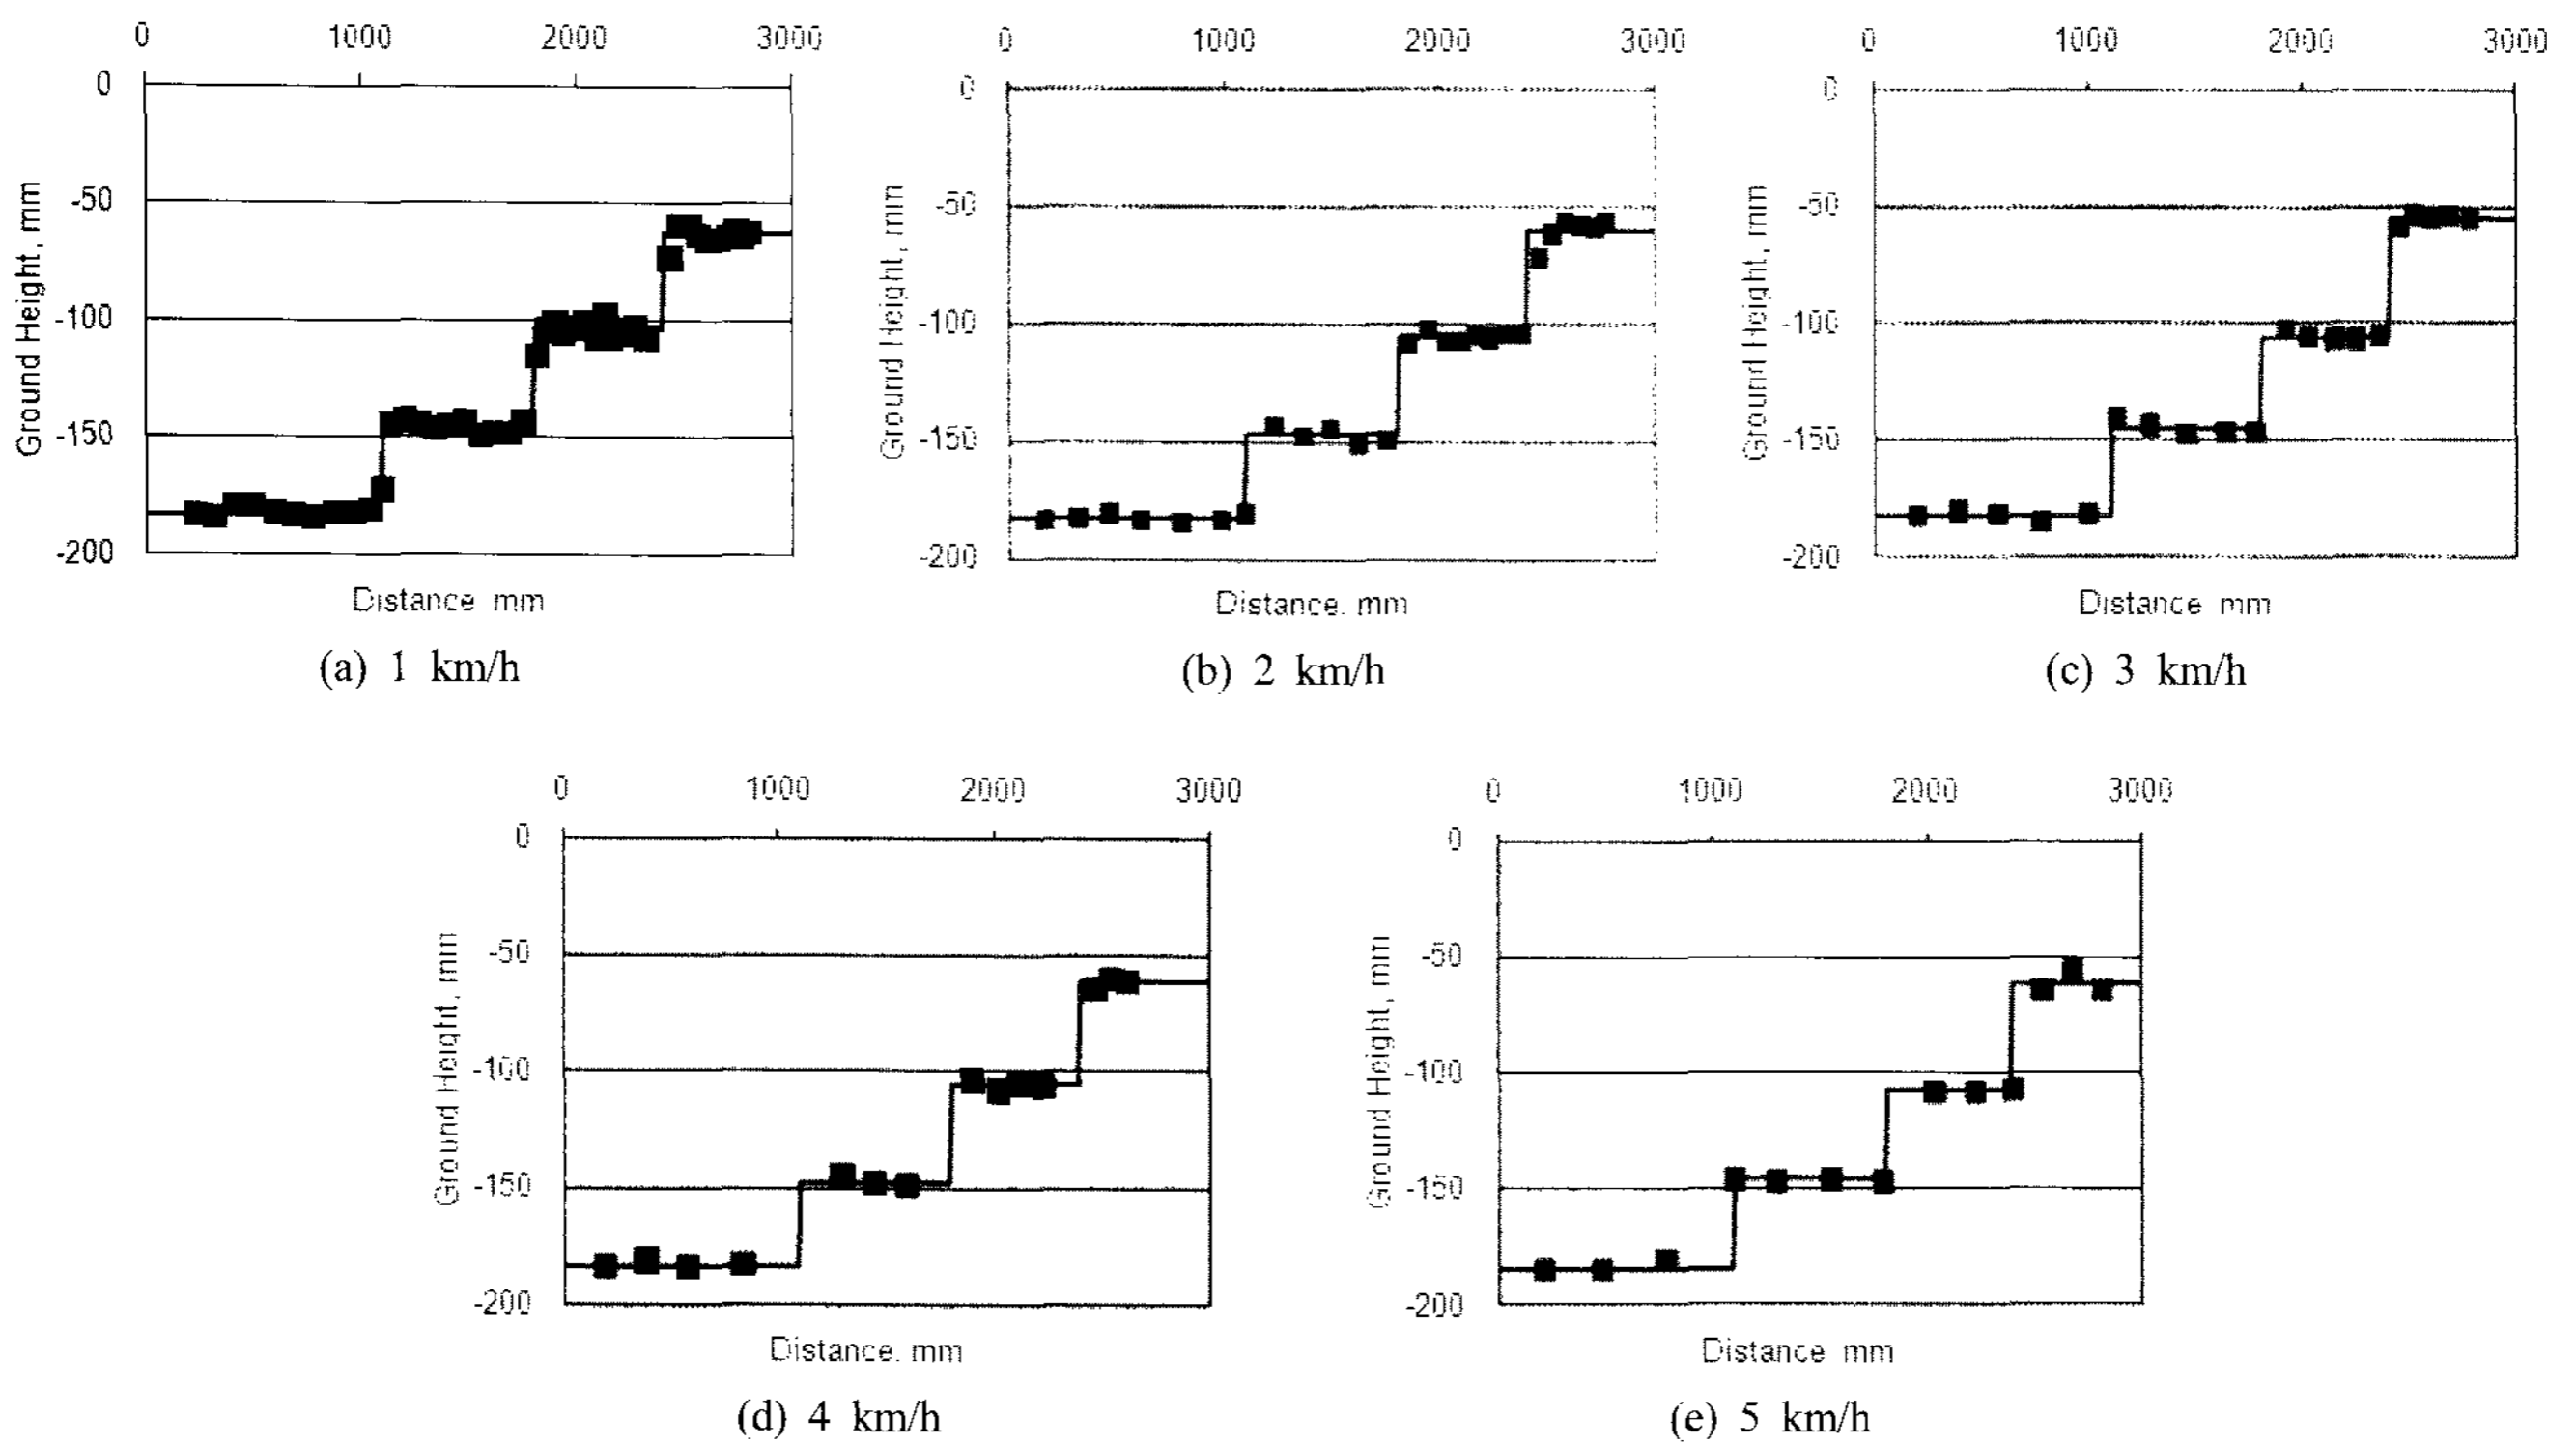 0 1000 2000 3000
0
-50
-100
-150
-200
Ground Height, mm
Distance mm
(a) 1 km/h
0 1000 2000 3000
0
-50
-100
-150
-200
Ground Height, mm
Distance. mm
(b) 2 km/h
0 1000 2000 3000
0
-50
-100
-150
-200
Ground Height, mm
Distance mm
(c) 3 km/h
0 1000 2000 3000
0
-50
-100
-150
-200
Ground Height, mm
Distance. mm
(d) 4 km/h
0 1000 2000 3000
0
-50
-100
-150
-200
Ground Height, mm
Distance mm
(e) 5 km/h